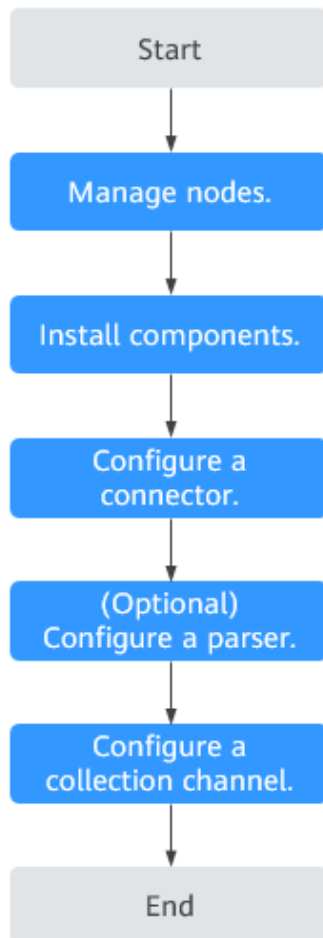 Start
Manage nodes.
Install components.
Configure a
connector.
(Optional)
Configure a parser.
Configure a
collection channel.
End